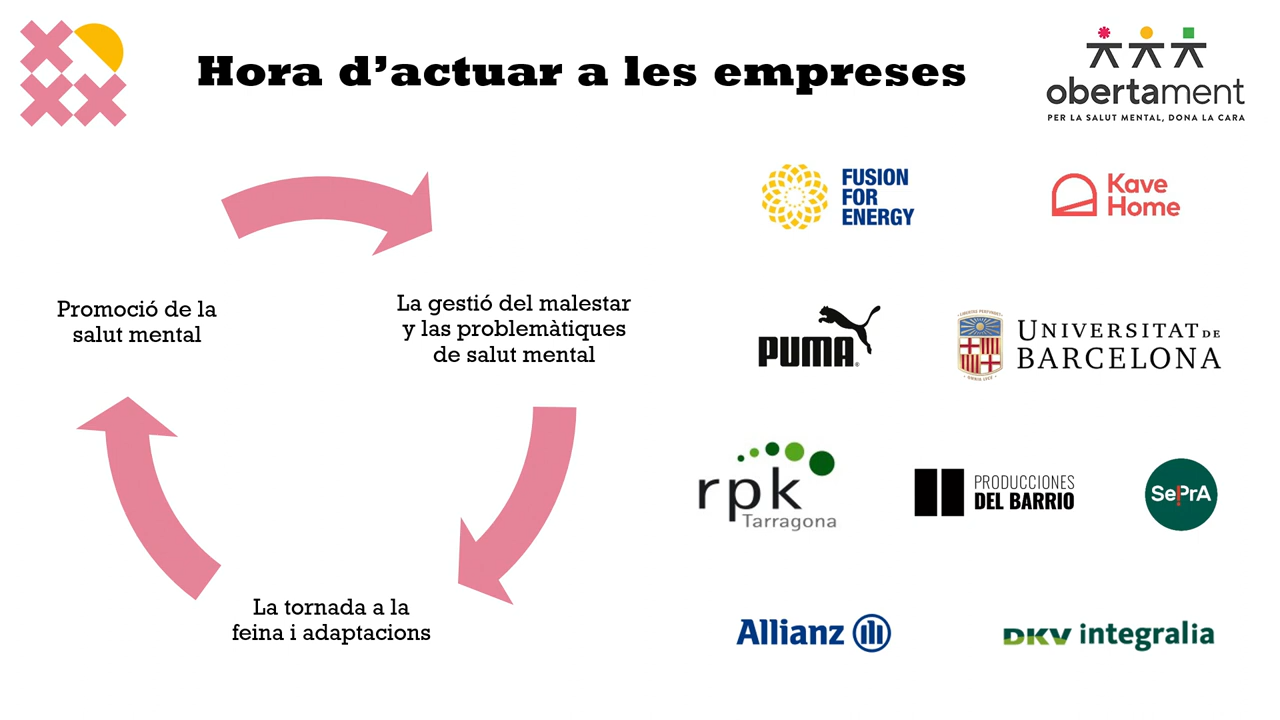 Hora d’actuar a les empreses
obertament
PER LA SALUT MENTAL, DONA LA CARA
Promoció de la
salut mental
La gestió del malestar
y las problemàtiques
de salut mental
La tornada a la
feina i adaptacions
FUSION
FOR
ENERGY
Kave
Home
PUMA
UNIVERSITAT DE
BARCELONA
rpk
Tarragona
PRODUCCIONES
DEL BARRIO
SePrA
Allianz
DKV integralia